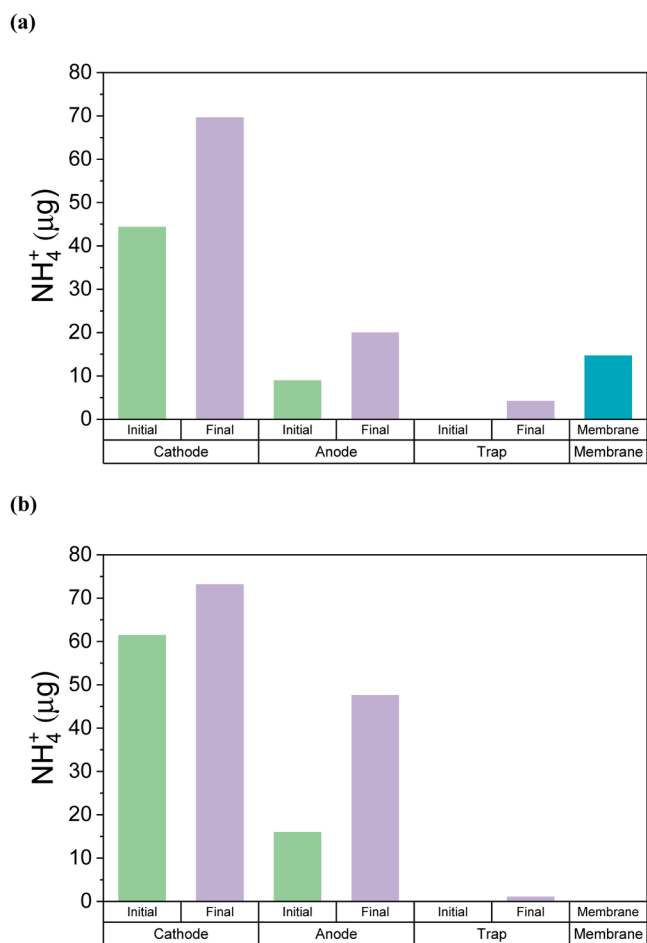 (a)
80
70
60
50
40
30
20
10
0
NH₄⁺ (μg)
Initial Final Initial Final Initial Final Membrane
Cathode Anode Trap Membrane
(b)
80
70
60
50
40
30
20
10
0
NH₄⁺ (μg)
Initial Final Initial Final Initial Final Membrane
Cathode Anode Trap Membrane